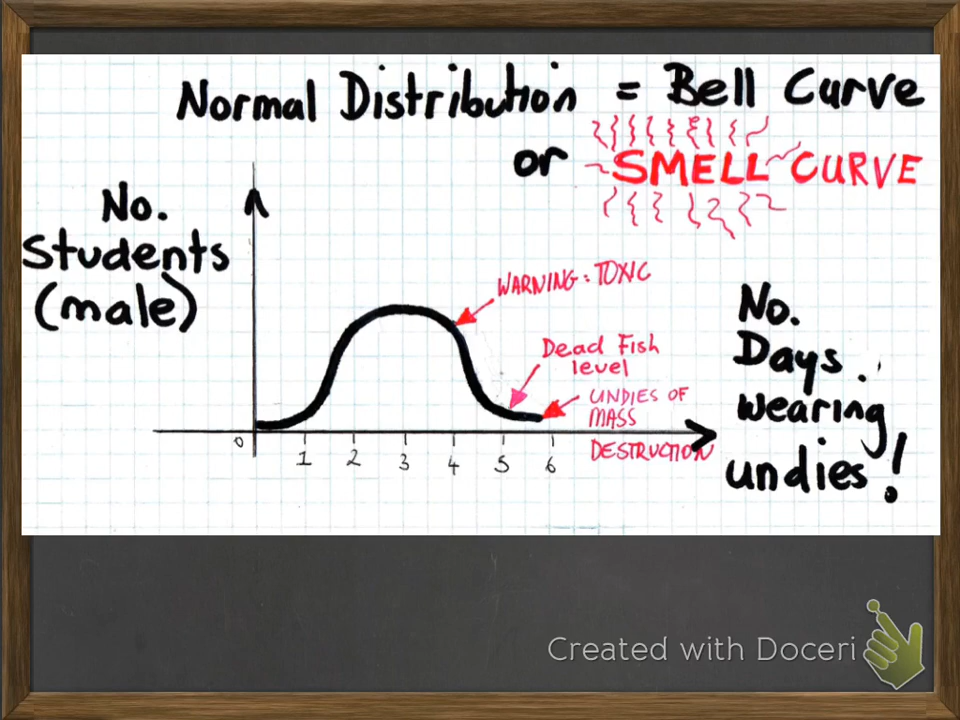 Normal Distribution = Bell Curve
or SMELL CURVE
No.
Students
(male)
WARNING: TOXIC
Dead Fish
level
UNDIES OF
MASS
DESTRUCTION
No.
Days
wearing
undies!
0 1 2 3 4 5 6
Created with Doceri